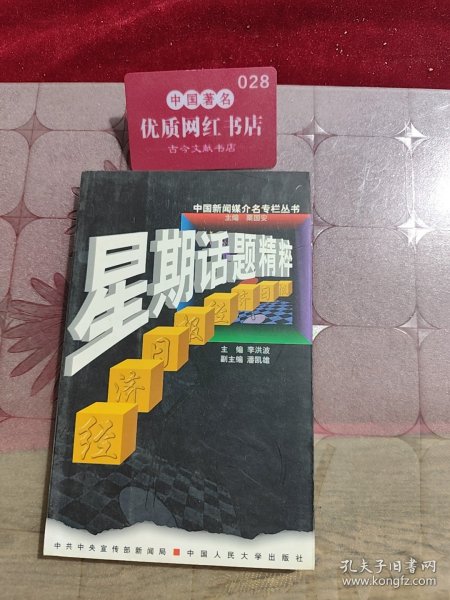 028
中国著名
优质网红书店
古今文献书店
中国新闻媒介名专栏丛书
主编 栗国安
星期话题精粹
经济日报经济周刊
主编 李洪波
副主编 潘凯雄
中共中央宣传部新闻局 中国人民大学出版社
孔夫子旧书网
www.kongfz.com